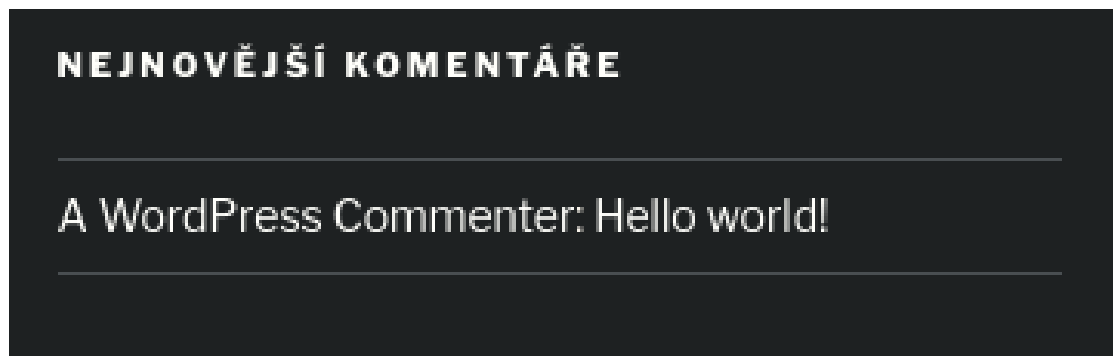 NEJNOVĚJŠÍ KOMENTÁŘE
A WordPress Commenter: Hello world!